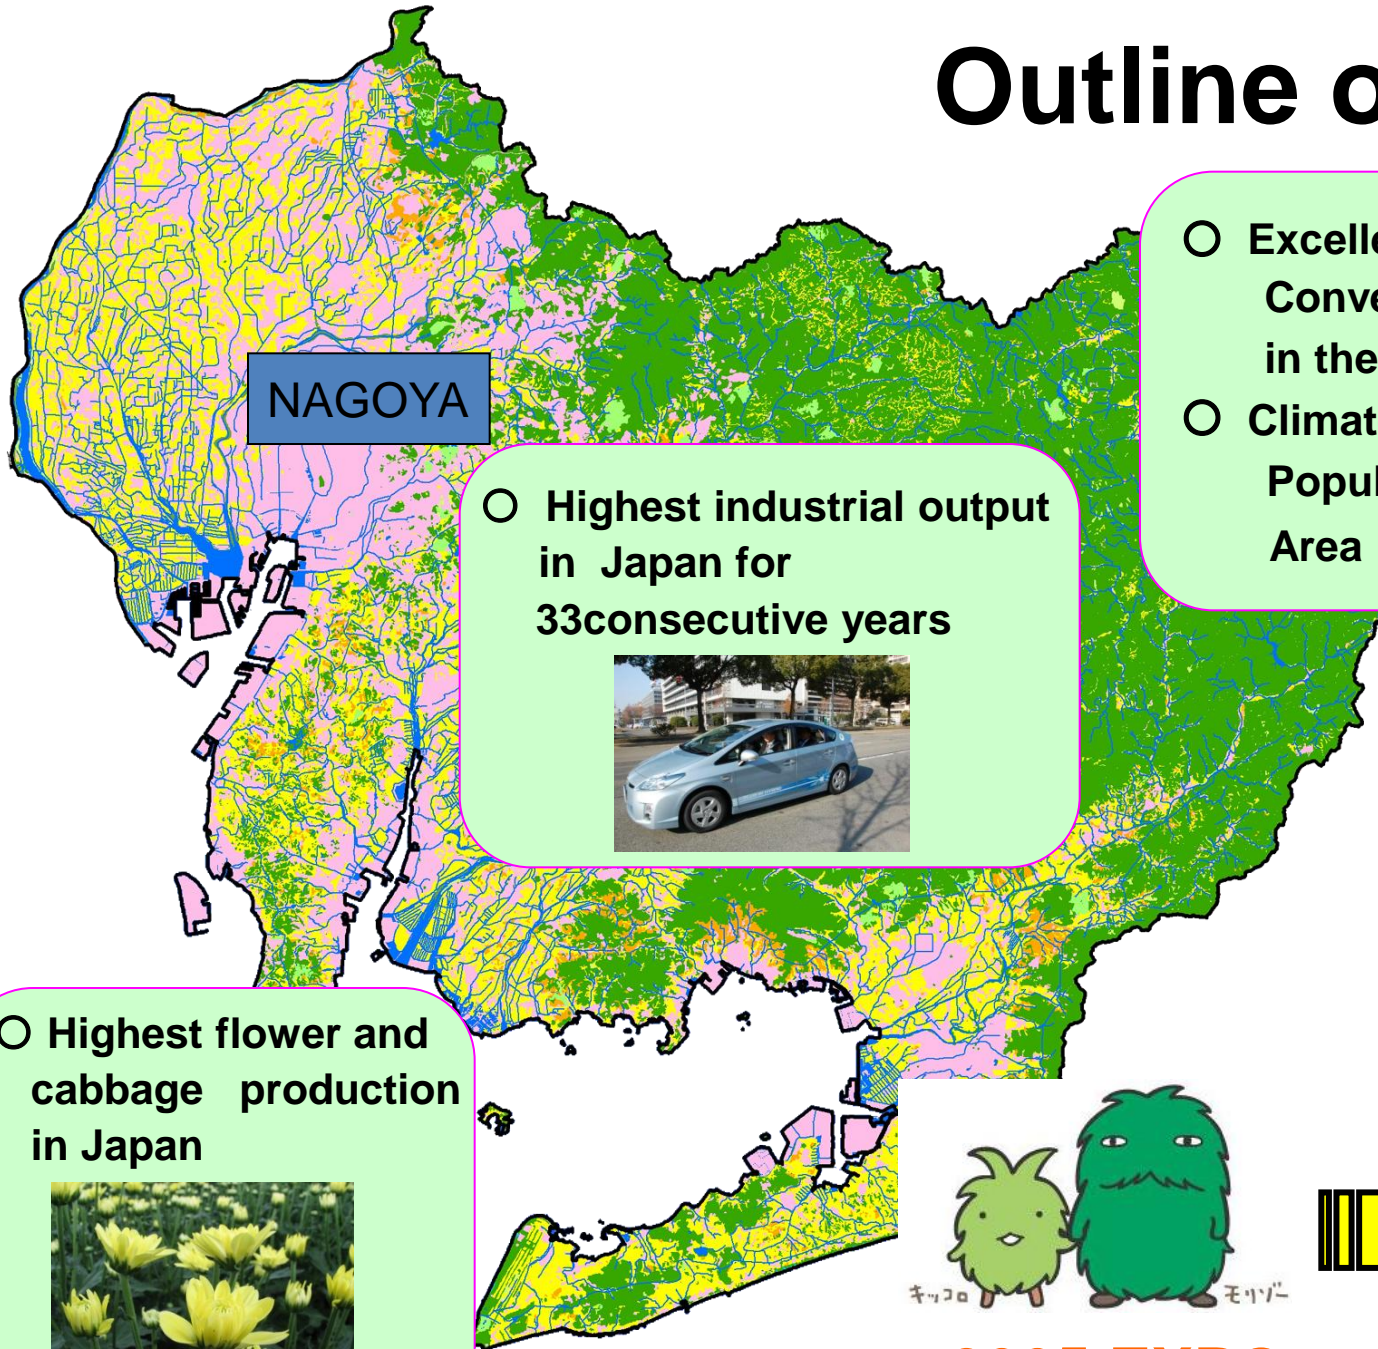 Outline o
○ Excelle
Conve
in the
○ Climat
Popul
Area
NAGOYA
○ Highest industrial output
in Japan for
33consecutive years
○ Highest flower and
cabbage production
in Japan
キッコロ
モリゾー